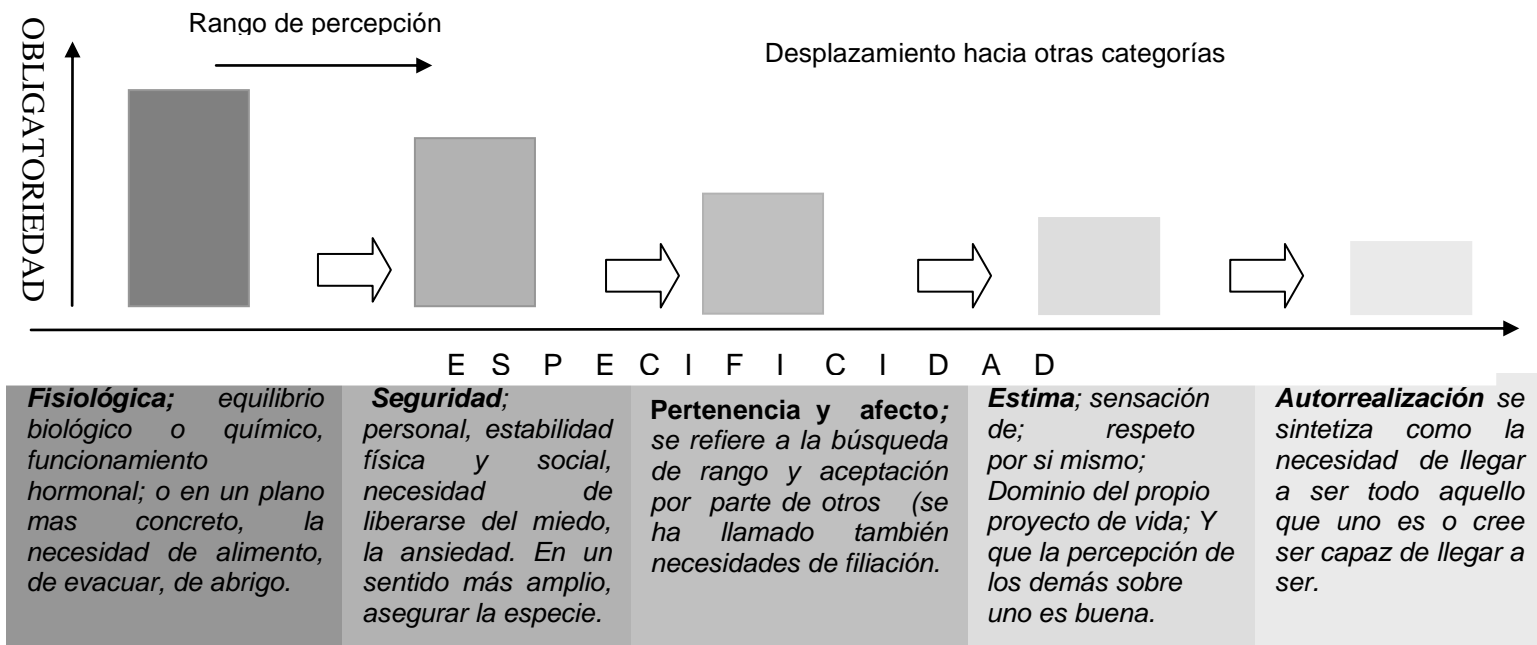 Rango de percepción
Desplazamiento hacia otras categorías
OBLIGATORIEDAD
E S P E C I F I C I D A D
Fisiológica; equilibrio
biológico o químico,
funcionamiento
hormonal; o en un plano
mas concreto, la
necesidad de alimento,
de evacuar, de abrigo.
Seguridad;
personal, estabilidad
física y social,
necesidad de
liberarse del miedo,
la ansiedad. En un
sentido más amplio,
asegurar la especie.
Pertenencia y afecto;
se refiere a la búsqueda
de rango y aceptación
por parte de otros (se
ha llamado también
necesidades de filiación.
Estima; sensación
de; respeto
por si mismo;
Dominio del propio
proyecto de vida; Y
que la percepción de
los demás sobre
uno es buena.
Autorrealización se
sintetiza como la
necesidad de llegar
a ser todo aquello
que uno es o cree
ser capaz de llegar a
ser.